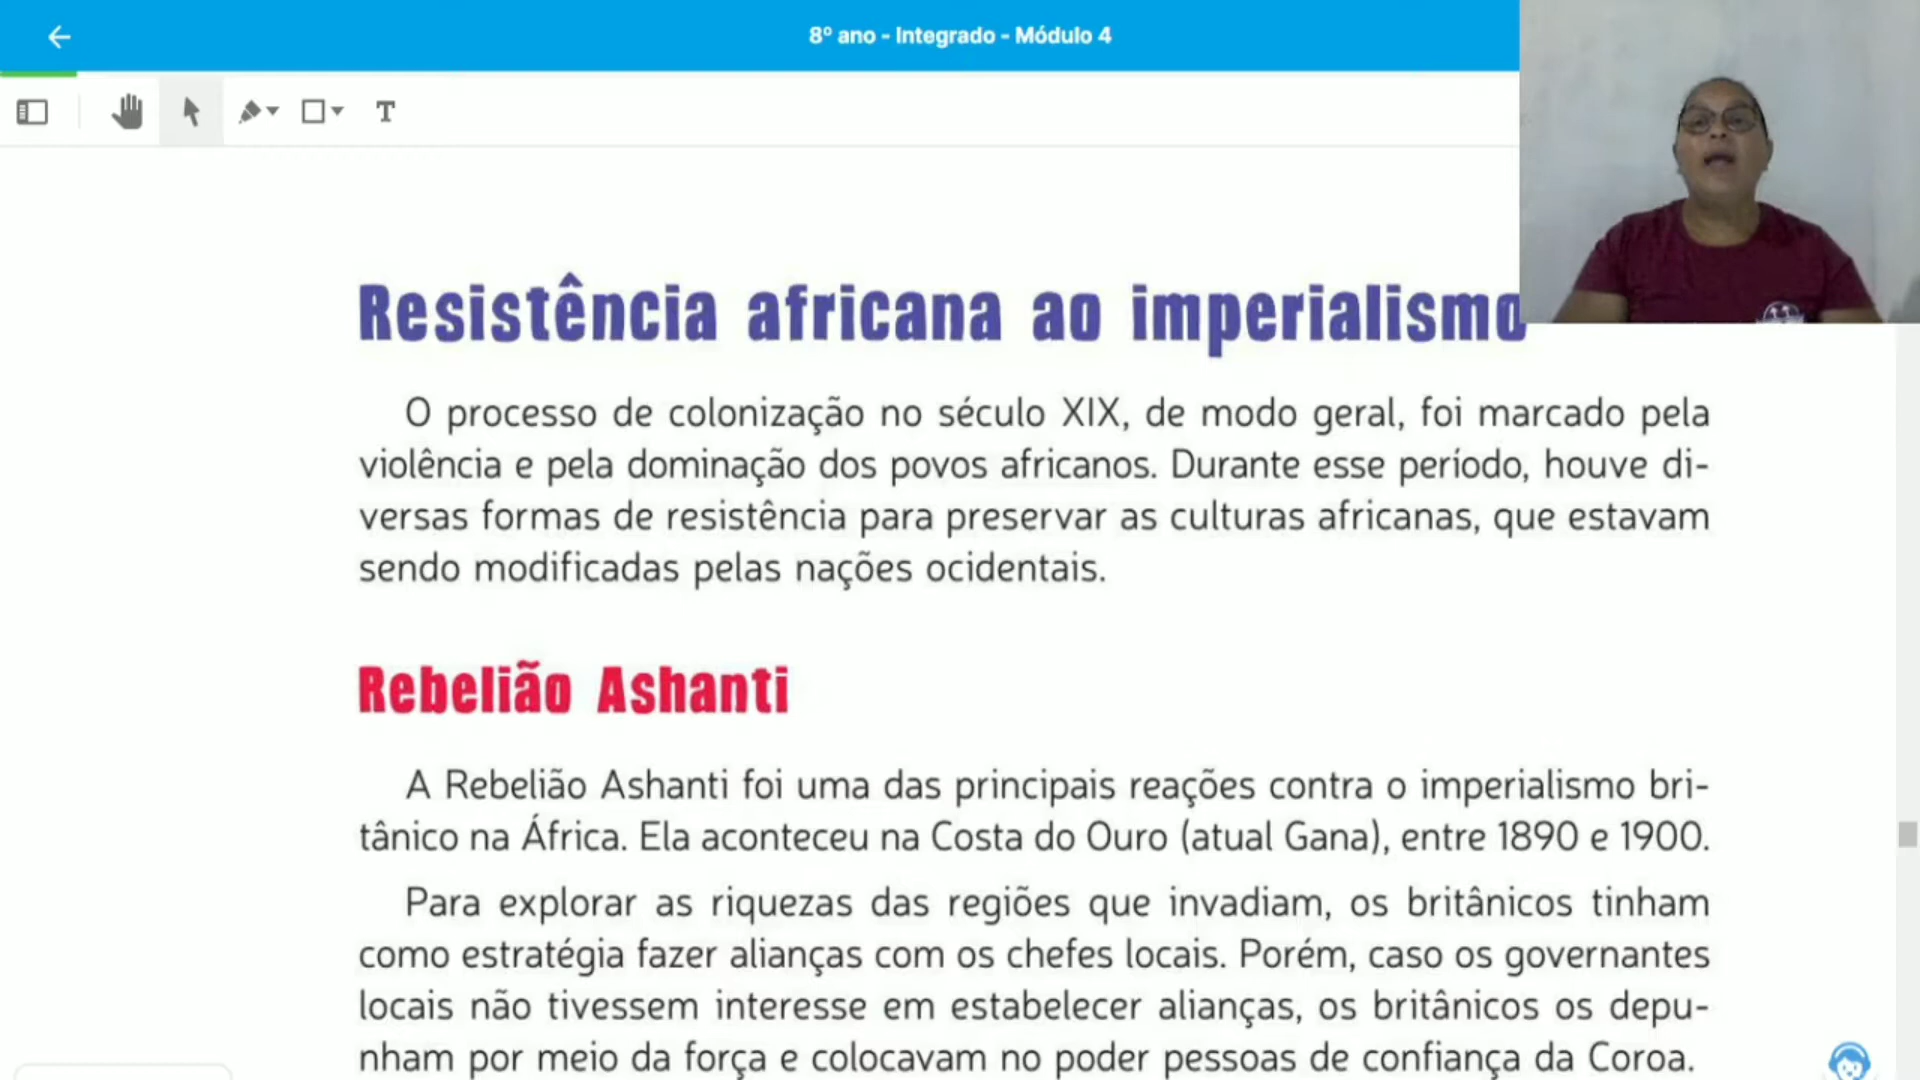 8º ano - Integrado - Módulo 4
T
Resistência africana ao imperialismo
O processo de colonização no século XIX, de modo geral, foi marcado pela
violência e pela dominação dos povos africanos. Durante esse período, houve di-
versas formas de resistência para preservar as culturas africanas, que estavam
sendo modificadas pelas nações ocidentais.
Rebelião Ashanti
A Rebelião Ashanti foi uma das principais reações contra o imperialismo bri-
tânico na África. Ela aconteceu na Costa do Ouro (atual Gana), entre 1890 e 1900.
Para explorar as riquezas das regiões que invadiam, os britânicos tinham
como estratégia fazer alianças com os chefes locais. Porém, caso os governantes
locais não tivessem interesse em estabelecer alianças, os britânicos os depu-
nham por meio da força e colocavam no poder pessoas de confiança da Coroa.